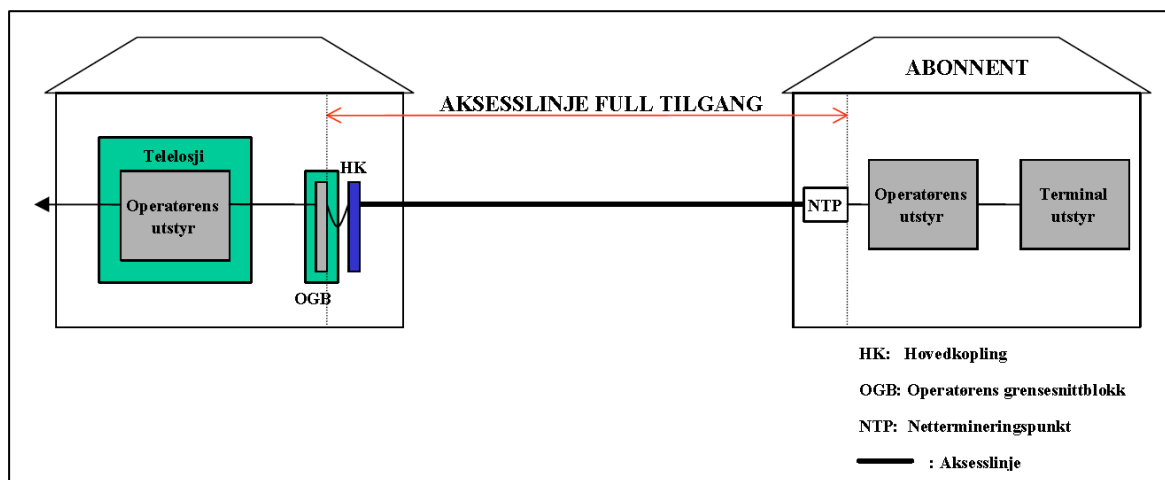 ABONNENT
AKSESSLINJE FULL TILGANG
Telelosji
Operatørens
utstyr
HK
OGB
NTP
Operatørens
utstyr
Terminal
utstyr
HK: Hovedkopling
OGB: Operatørens grensesnittblokk
NTP: Nettermineringspunkt
: Aksesslinje